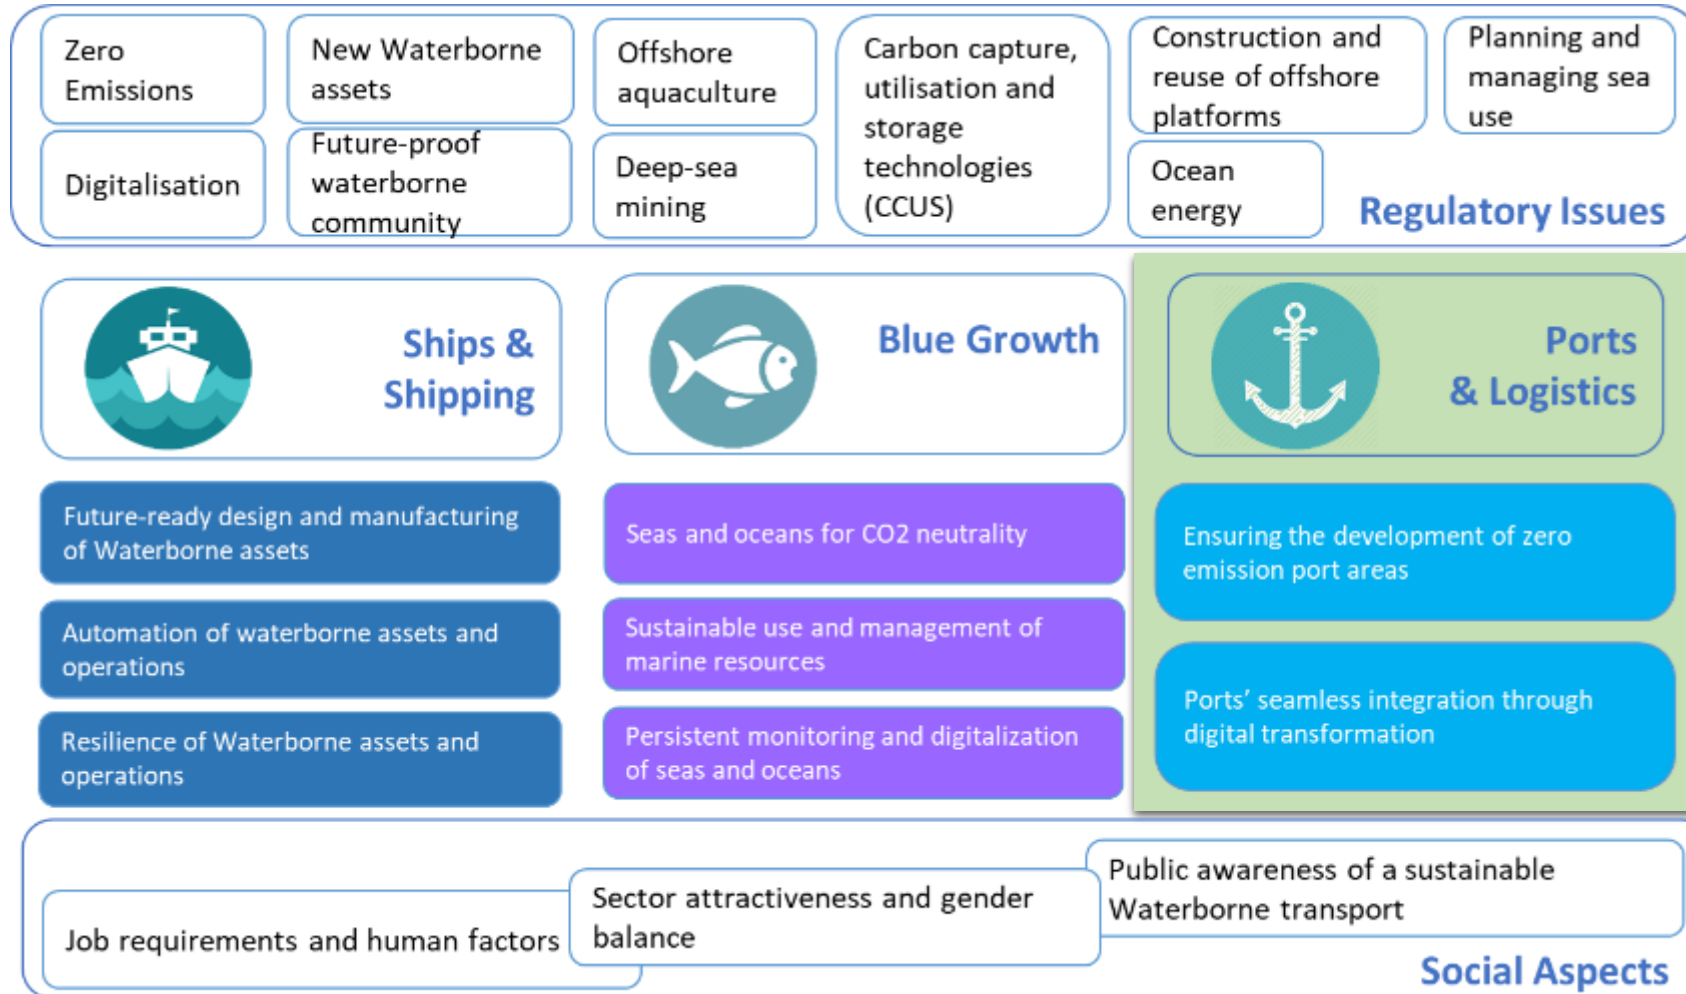 Zero
Emissions
New Waterborne
assets
Offshore
aquaculture
Carbon capture,
utilisation and
storage
technologies
(CCUS)
Construction and
reuse of offshore
platforms
Planning and
managing sea
use
Digitalisation
Future-proof
waterborne
community
Deep-sea
mining
Ocean
energy
Regulatory Issues
Ships &
Shipping
Future-ready design and manufacturing
of Waterborne assets
Automation of waterborne assets and
operations
Resilience of Waterborne assets and
operations
Blue Growth
Seas and oceans for CO2 neutrality
Sustainable use and management of
marine resources
Persistent monitoring and digitalization
of seas and oceans
Ports
& Logistics
Ensuring the development of zero
emission port areas
Ports’ seamless integration through
digital transformation
Job requirements and human factors
Sector attractiveness and gender
balance
Public awareness of a sustainable
Waterborne transport
Social Aspects